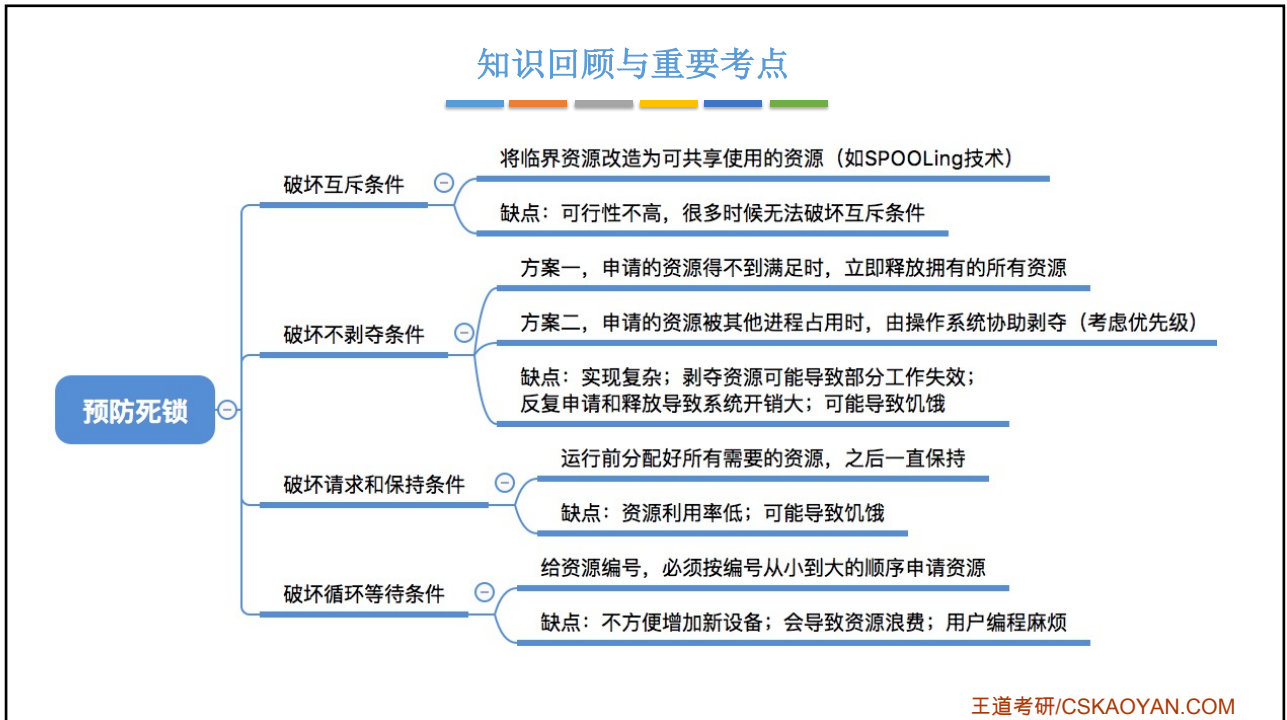 知识回顾与重要考点
预防死锁
破坏互斥条件
将临界资源改造为可共享使用的资源（如SPOOLing技术）
缺点：可行性不高，很多时候无法破坏互斥条件
破坏不剥夺条件
方案一，申请的资源得不到满足时，立即释放拥有的所有资源
方案二，申请的资源被其他进程占用时，由操作系统协助剥夺（考虑优先级）
缺点：实现复杂；剥夺资源可能导致部分工作失效；
反复申请和释放导致系统开销大；可能导致饥饿
破坏请求和保持条件
运行前分配好所有需要的资源，之后一直保持
缺点：资源利用率低；可能导致饥饿
破坏循环等待条件
给资源编号，必须按编号从小到大的顺序申请资源
缺点：不方便增加新设备；会导致资源浪费；用户编程麻烦
王道考研/CSKAOYAN.COM